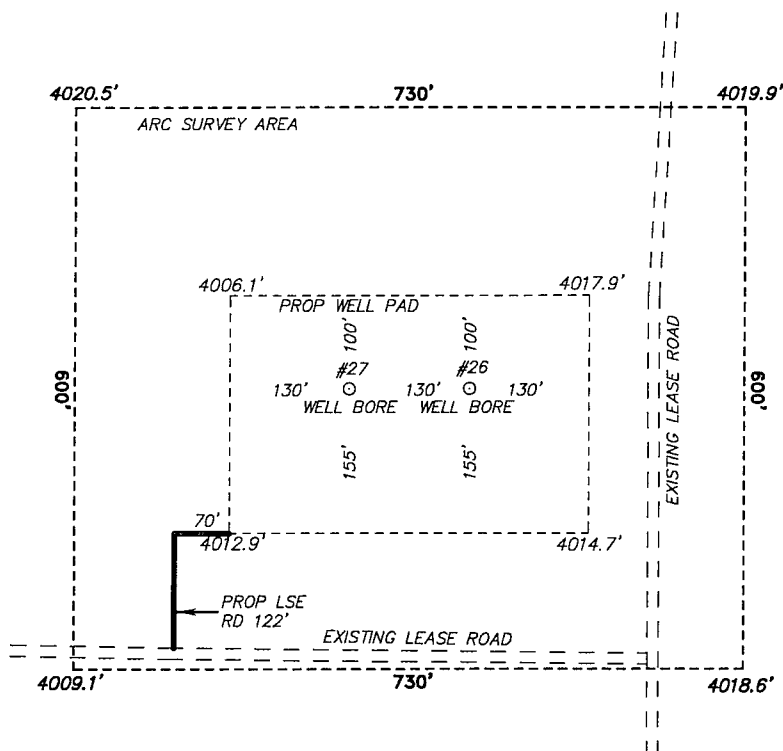 4020.5' 730' 4019.9'
ARC SURVEY AREA
4006.1' 4017.9'
PROP WELL PAD
100' 100'
#27 #26
130' 130' 130'
WELL BORE WELL BORE
600' 600'
EXISTING LEASE ROAD
155' 155'
70'
4012.9' 4014.7'
PROP LSE
RD 122'
EXISTING LEASE ROAD
4009.1' 730' 4018.6'